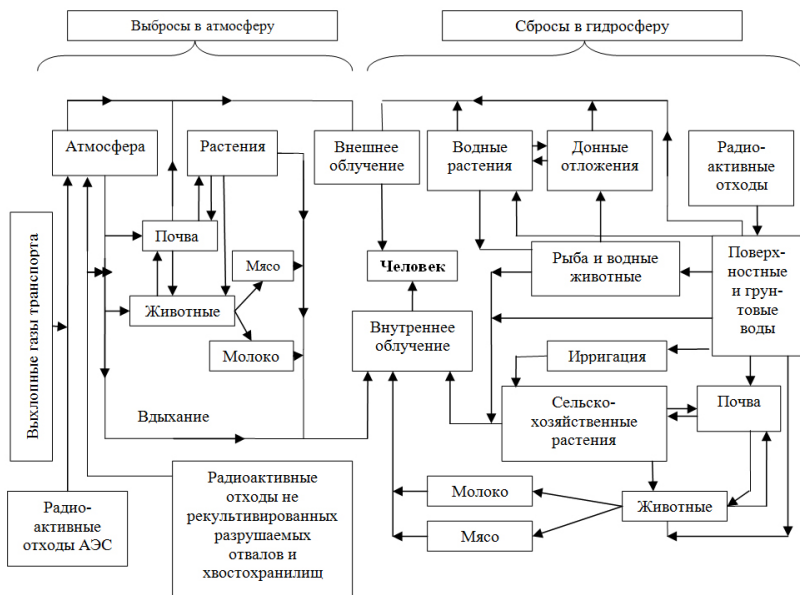 Выбросы в атмосферу
Сбросы в гидросферу
Атмосфера
Растения
Внешнее
облучение
Водные
растения
Донные
отложения
Радио-
активные
отходы
Выхлопные газы транспорта
Почва
Мясо
Животные
Молоко
Человек
Внутреннее
облучение
Рыба и водные
животные
Поверх-
ностные
и грун-
товые
воды
Ирригация
Сельско-
хозяйственные
растения
Почва
Вдыхание
Радио-
активные
отходы АЭС
Радиоактивные
отходы не
рекультивированных
разрушаемых
отвалов и
хвостохранилищ
Молоко
Животные
Мясо